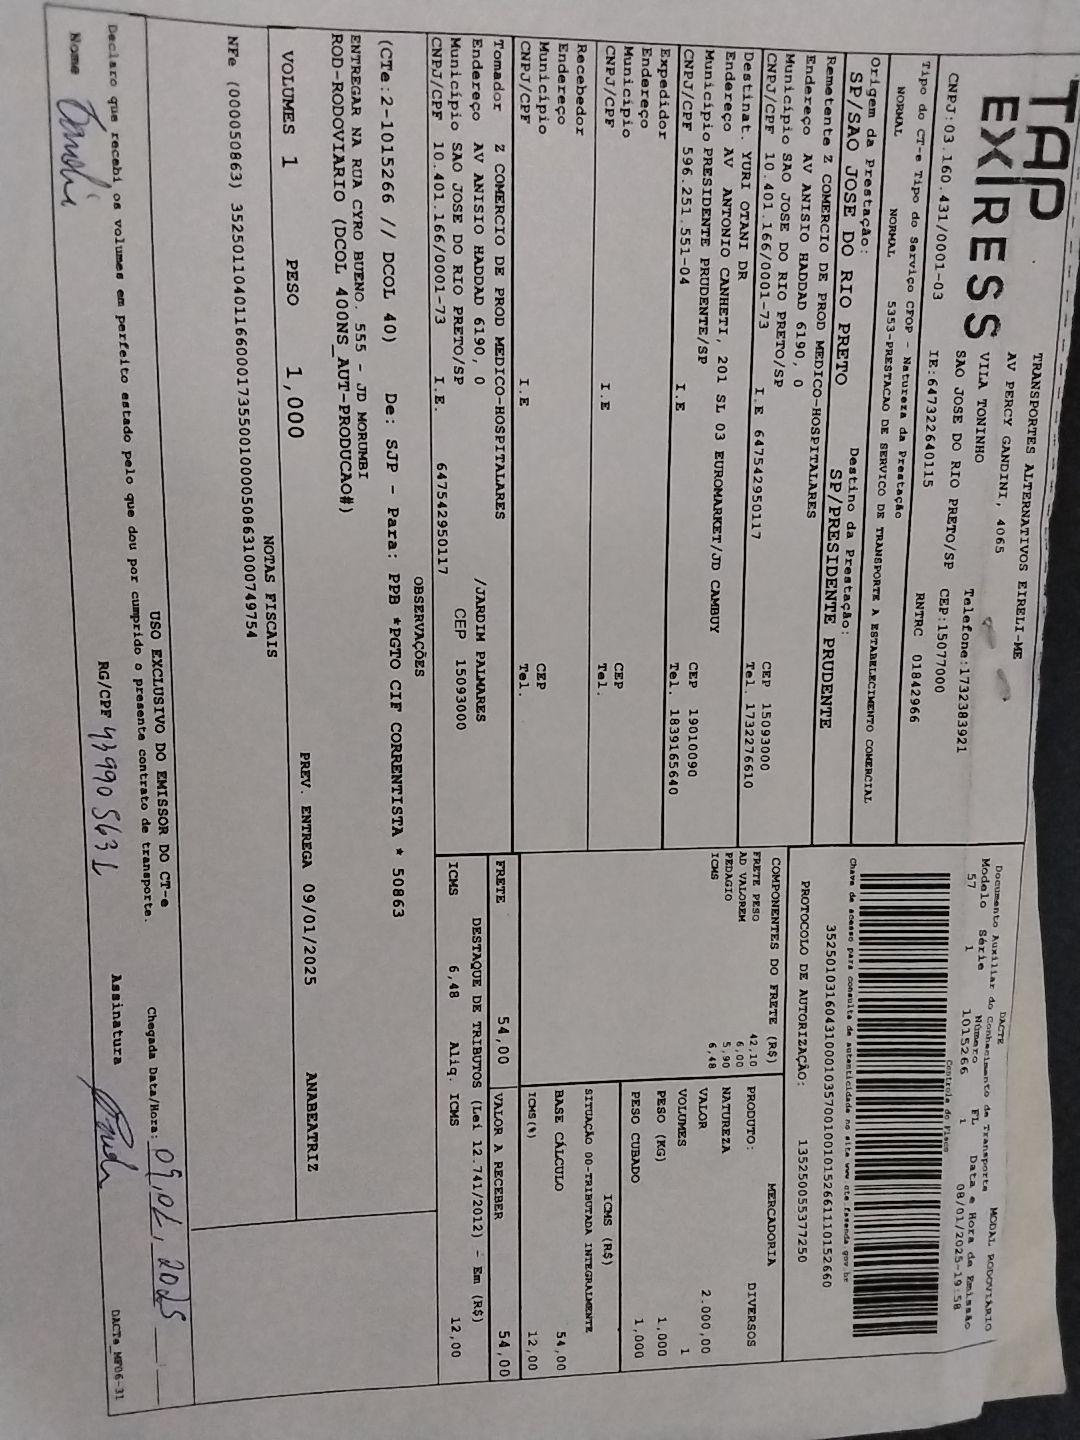 TAP
EXPRESS
TRANSPORTES ALTERNATIVOS EIRELI-ME
AV PERCY GANDINI, 4065
VILA TONINHO
SAO JOSE DO RIO PRETO/SP CEP:15077000
Telefone:1732383921
CNPJ:03.160.431/0001-03 IE:647322640115 RNTRC 01842966
DACTE MODAL RODOVIÁRIO
Documento Auxiliar do Conhecimento de Transporte
Modelo Série Número FL Data e Hora da Emissão
57 1 1015266 1 08/01/2025-19:58
Controle do Fisco
Chave de acesso para consulta de autenticidade no site www.cte.fazenda.gov.br
35250103160431000103570010010152661110152660
PROTOCOLO DE AUTORIZAÇÃO: 135250055377250
Tipo do CT-e Tipo do Serviço CFOP - Natureza da Prestação
NORMAL NORMAL 5353-PRESTACAO DE SERVICO DE TRANSPORTE A ESTABELECIMENTO COMERCIAL
Origem da Prestação: Destino da Prestação:
SP/SAO JOSE DO RIO PRETO SP/PRESIDENTE PRUDENTE
Remetente Z COMERCIO DE PROD MEDICO-HOSPITALARES
Endereço AV ANISIO HADDAD 6190, 0
Município SAO JOSE DO RIO PRETO/SP CEP 15093000
CNPJ/CPF 10.401.166/0001-73 I.E 647542950117 Tel. 1732276610
Destinat. YURI OTANI DR
Endereço AV ANTONIO CANHETI, 201 SL 03 EUROMARKET/JD CAMBUY
Município PRESIDENTE PRUDENTE/SP CEP 19010090
CNPJ/CPF 596.251.551-04 I.E Tel. 1839165640
Expedidor
Endereço
Município CEP
CNPJ/CPF I.E Tel.
Recebedor
Endereço
Município CEP
CNPJ/CPF I.E Tel.
Tomador Z COMERCIO DE PROD MEDICO-HOSPITALARES
Endereço AV ANISIO HADDAD 6190, 0 /JARDIM PALMARES
Município SAO JOSE DO RIO PRETO/SP CEP 15093000
CNPJ/CPF 10.401.166/0001-73 I.E. 647542950117
COMPONENTES DO FRETE (R$)
FRETE PESO 42,10
AD VALOREM 6,00
PEDAGIO 5,90
ICMS 6,48
MERCADORIA
PRODUTO: DIVERSOS
NATUREZA
VALOR 2.000,00
VOLUMES 1
PESO (KG) 1,000
PESO CUBADO 1,000
ICMS (R$)
SITUAÇÃO 00-TRIBUTADA INTEGRALMENTE
BASE CÁLCULO 54,00
ICMS(%) 12,00
FRETE 54,00 VALOR A RECEBER 54,00
DESTAQUE DE TRIBUTOS (Lei 12.741/2012) - Em (R$)
ICMS 6,48 Aliq. ICMS 12,00
OBSERVAÇÕES
(CTe:2-1015266 // DCOL 40) De: SJP - Para: PPB *PGTO CIF CORRENTISTA * 50863
ENTREGAR NA RUA CYRO BUENO. 555 - JD MORUMBI
ROD-RODOVIARIO (DCOL 400NS_AUT-PRODUCAO#)
VOLUMES 1 PESO 1,000 PREV. ENTREGA 09/01/2025 ANABEATRIZ
NOTAS FISCAIS
NFe (000050863) 35250110401166000173550010000508631000749754
USO EXCLUSIVO DO EMISSOR DO CT-e
Declaro que recebi os volumes em perfeito estado pelo que dou por cumprido o presente contrato de transporte.
Chegada Data/Hora: 09,01,2025
Nome RG/CPF Assinatura
DACTe_MF06-31